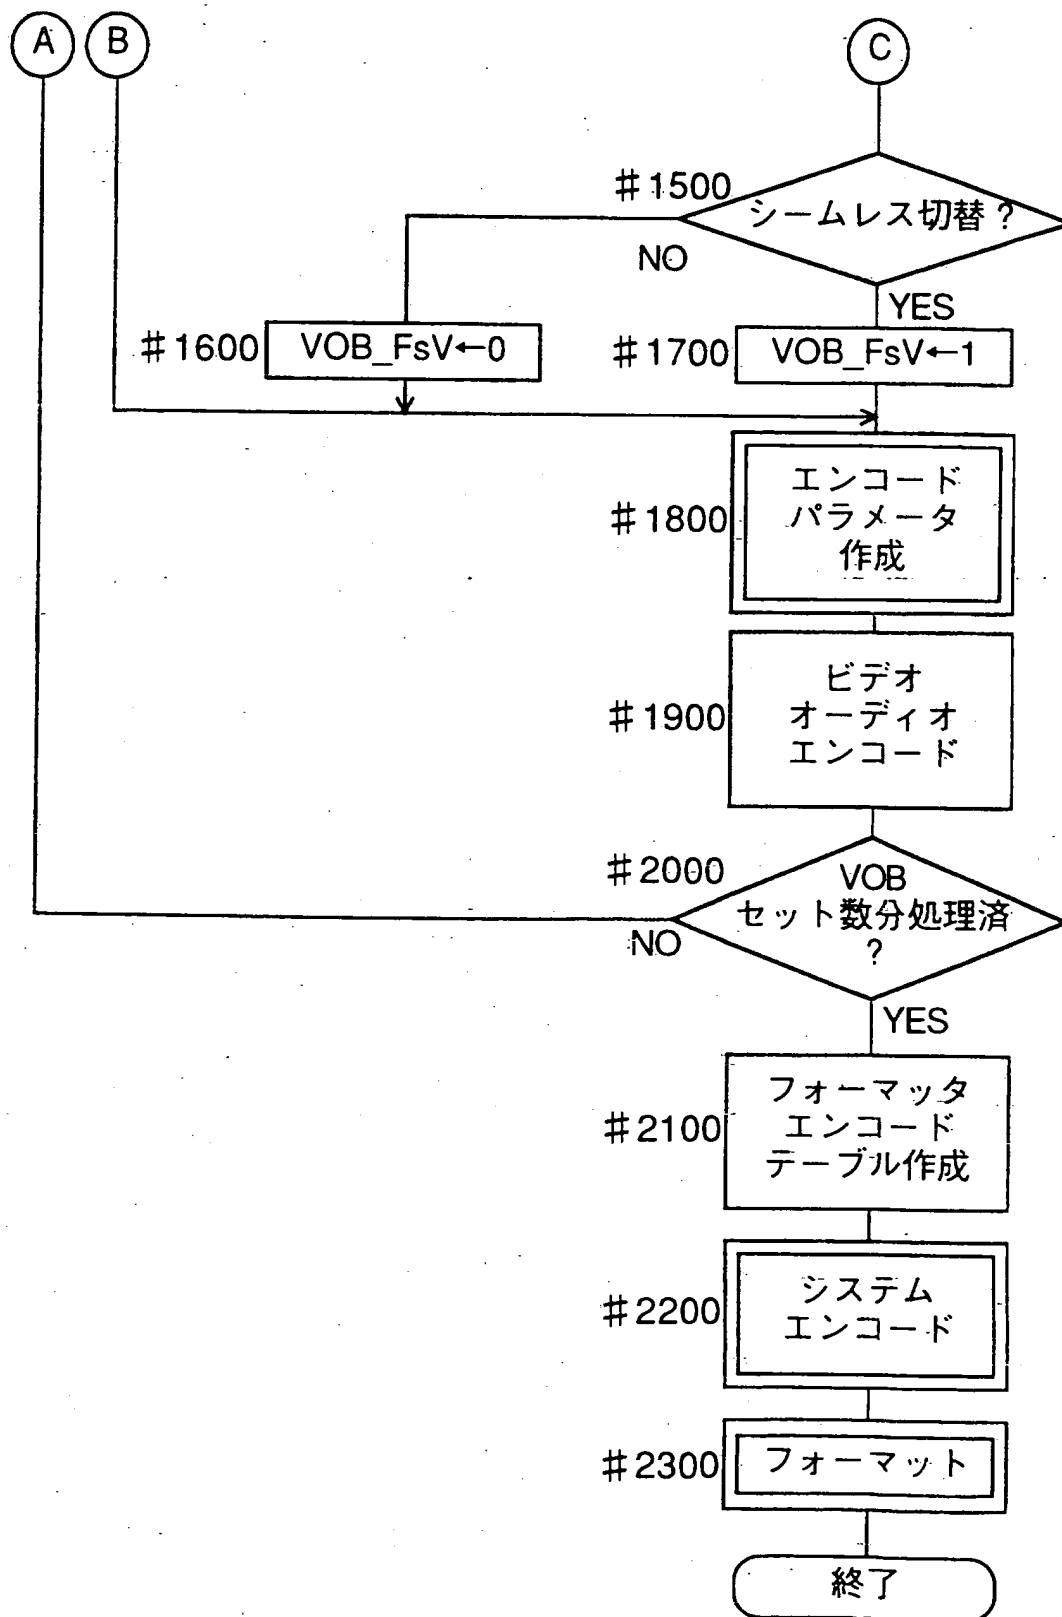 A
B
C
#1500
シームレス切替?
NO
YES
#1600
VOB_FsV←0
#1700
VOB_FsV←1
#1800
エンコード
パラメータ
作成
#1900
ビデオ
オーディオ
エンコード
#2000
VOB
セット数分処理済
?
NO
YES
#2100
フォーマッタ
エンコード
テーブル作成
#2200
システム
エンコード
#2300
フォーマット
終了